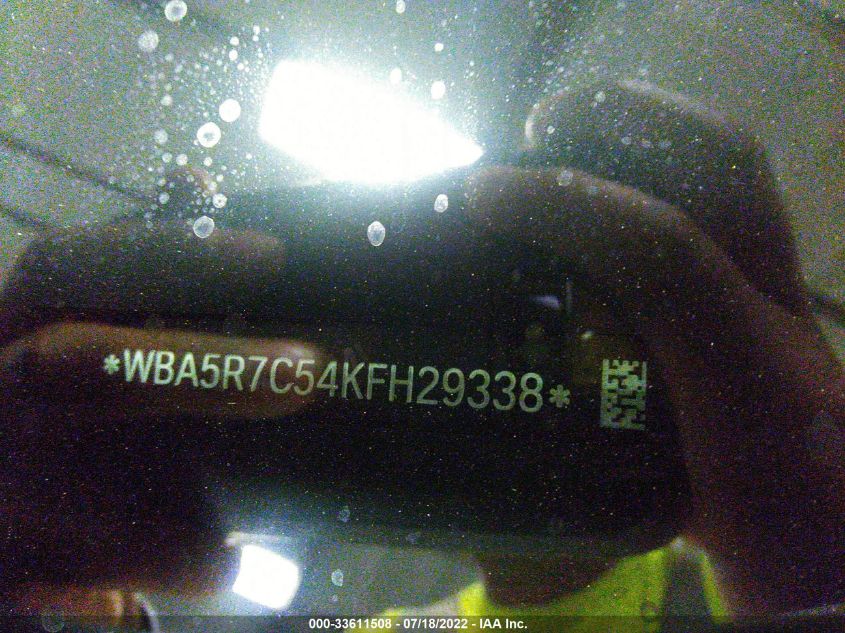 *WBA5R7C54KFH29338*
000-33611508 - 07/18/2022 - IAA Inc.